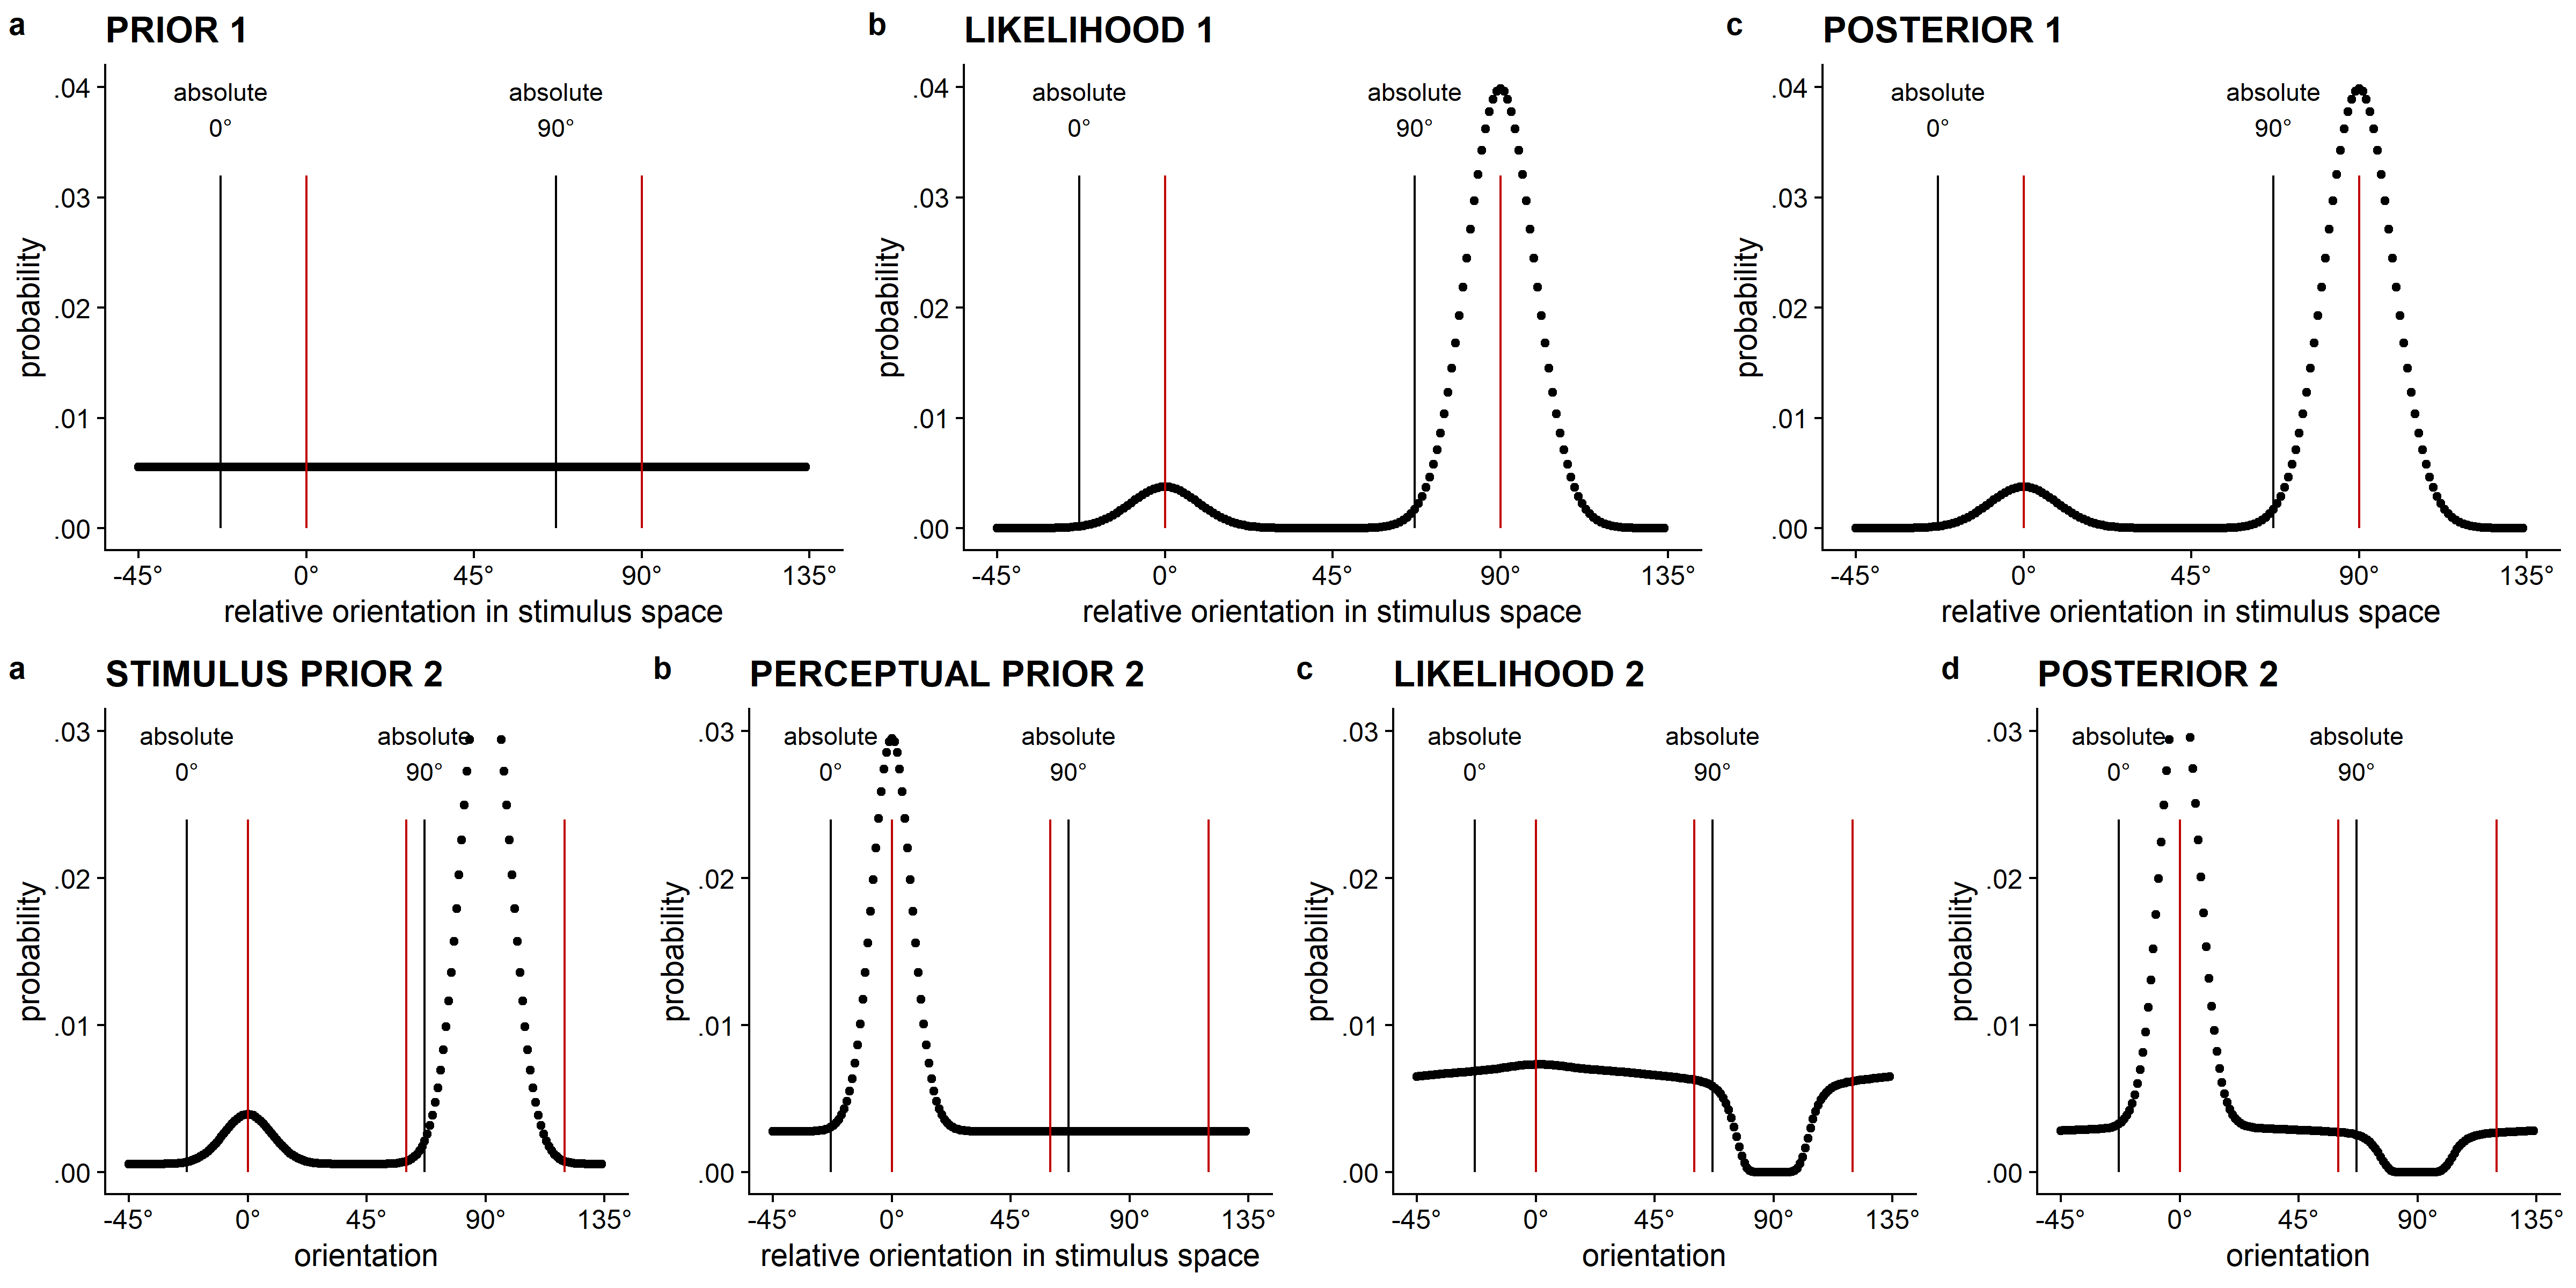 a PRIOR 1
.04
.03
.02
.01
.00
absolute
0°
absolute
90°
probability
-45° 0° 45° 90° 135°
relative orientation in stimulus space
b LIKELIHOOD 1
.04
.03
.02
.01
.00
absolute
0°
absolute
90°
probability
-45° 0° 45° 90° 135°
relative orientation in stimulus space
c POSTERIOR 1
.04
.03
.02
.01
.00
absolute
0°
absolute
90°
probability
-45° 0° 45° 90° 135°
relative orientation in stimulus space
a STIMULUS PRIOR 2
.03
.02
.01
.00
absolute
0°
absolute
90°
probability
-45° 0° 45° 90° 135°
orientation
b PERCEPTUAL PRIOR 2
.03
.02
.01
.00
absolute
0°
absolute
90°
probability
-45° 0° 45° 90° 135°
relative orientation in stimulus space
c LIKELIHOOD 2
.03
.02
.01
.00
absolute
0°
absolute
90°
probability
-45° 0° 45° 90° 135°
orientation
d POSTERIOR 2
.03
.02
.01
.00
absolute
0°
absolute
90°
probability
-45° 0° 45° 90° 135°
orientation